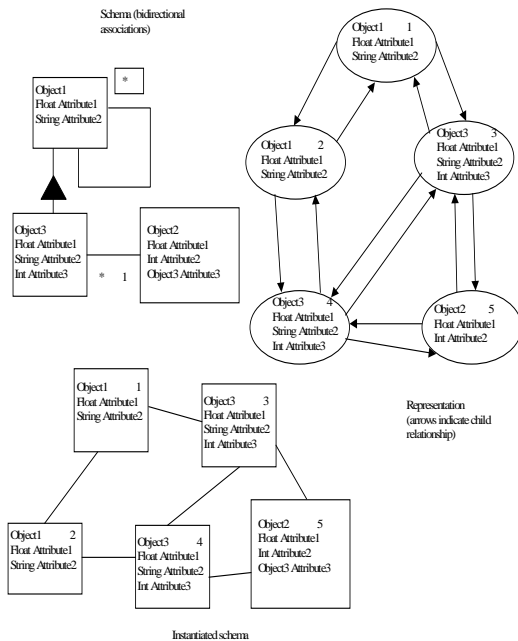 Schema (bidirectional
associations)
*
Object1
Float Attribute1
String Attribute2
Object3
Float Attribute1
String Attribute2
Int Attribute3
* 1
Object2
Float Attribute1
Int Attribute2
Object3 Attribute3
Object1 1
Float Attribute1
String Attribute2
Object1 2
Float Attribute1
String Attribute2
Object3 3
Float Attribute1
String Attribute2
Int Attribute3
Object3 4
Float Attribute1
String Attribute2
Int Attribute3
Object2 5
Float Attribute1
Int Attribute2
Representation
(arrows indicate child
relationship)
Object1 1
Float Attribute1
String Attribute2
Object3 3
Float Attribute1
String Attribute2
Int Attribute3
Object1 2
Float Attribute1
String Attribute2
Object3 4
Float Attribute1
String Attribute2
Int Attribute3
Object2 5
Float Attribute1
Int Attribute2
Object3 Attribute3
Instantiated schema